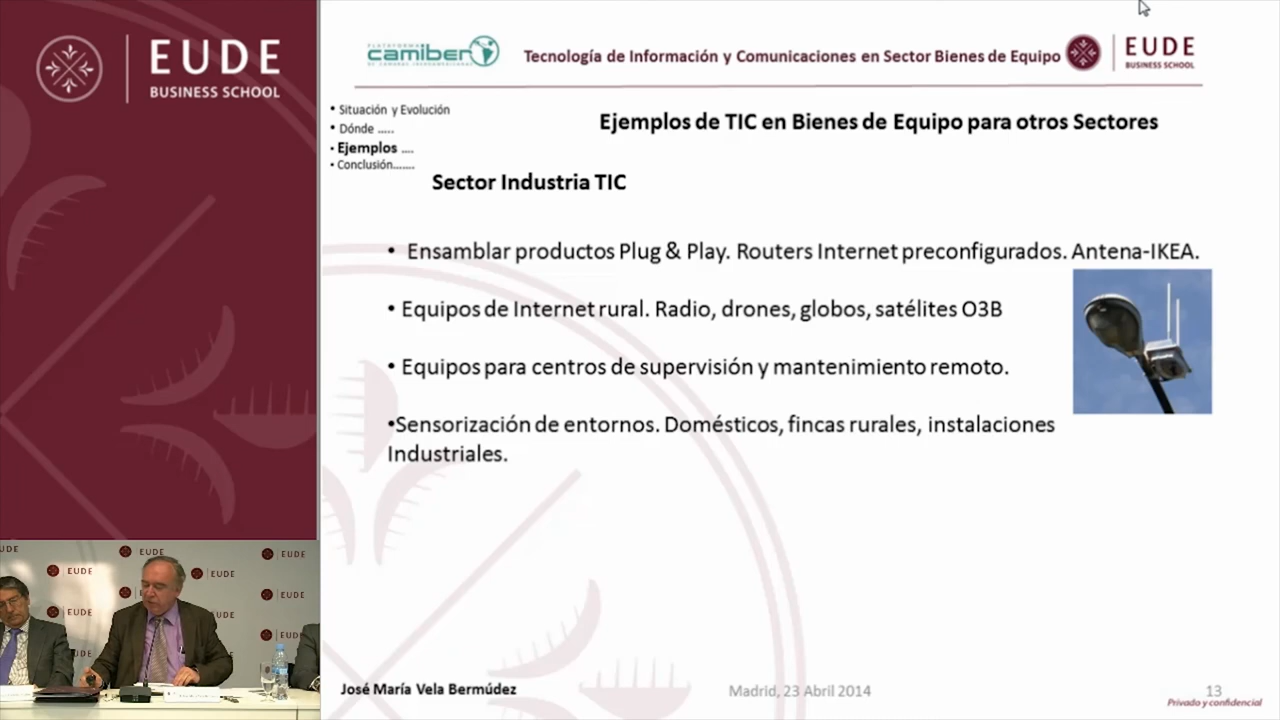 EUDE
BUSINESS SCHOOL
PLATAFORMA
camiber
DE CÁMARAS IBEROAMERICANAS
Tecnología de Información y Comunicaciones en Sector Bienes de Equipo
EUDE
BUSINESS SCHOOL
• Situación y Evolución
• Dónde .....
• Ejemplos ....
• Conclusión.......
Ejemplos de TIC en Bienes de Equipo para otros Sectores
Sector Industria TIC
• Ensamblar productos Plug & Play. Routers Internet preconfigurados. Antena-IKEA.
• Equipos de Internet rural. Radio, drones, globos, satélites O3B
• Equipos para centros de supervisión y mantenimiento remoto.
•Sensorización de entornos. Domésticos, fincas rurales, instalaciones
Industriales.
José María Vela Bermúdez
Madrid, 23 Abril 2014
13
Privado y confidencial
UDE
EUDE
EUDE
EUDE
EUDE
EUDE
EUDE
UDE
EUDE
EUD